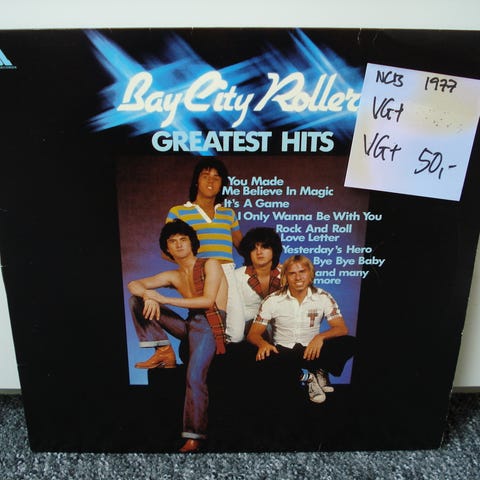 Bay City Roller
GREATEST HITS
You Made
Me Believe In Magic
It's A Game
I Only Wanna Be With You
Rock And Roll
Love Letter
Yesterday's Hero
Bye Bye Baby
and many
more
NCB 1977
VG+
VG+ 50,-